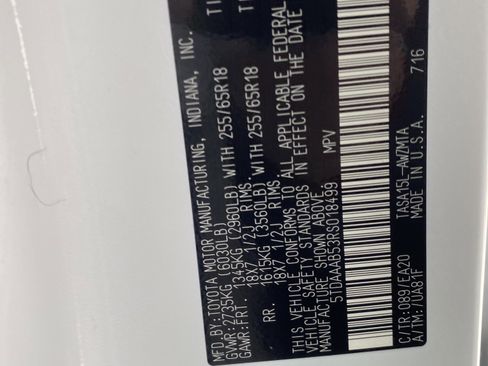 MFD. BY: TOYOTA MOTOR MANUFACTURING, INDIANA, INC. TI
GVWR: 2735KG (6030LB)
GAWR: FRT. 1345KG (2960LB) WITH 255/65R18 TI
18X7 1/2J RIMS.
RR. 1615KG (3560LB) WITH 255/65R18
18X7 1/2J RIMS.
THIS VEHICLE CONFORMS TO ALL APPLICABLE FEDERAL
VEHICLE SAFETY STANDARDS IN EFFECT ON THE DATE
MANUFACTURE SHOWN ABOVE.
5TDAAAB53RS018499 MPV
C/TR: 089/EA20 TASA15L-AWZMTA 716
A/TM: /UA81F MADE IN U.S.A.